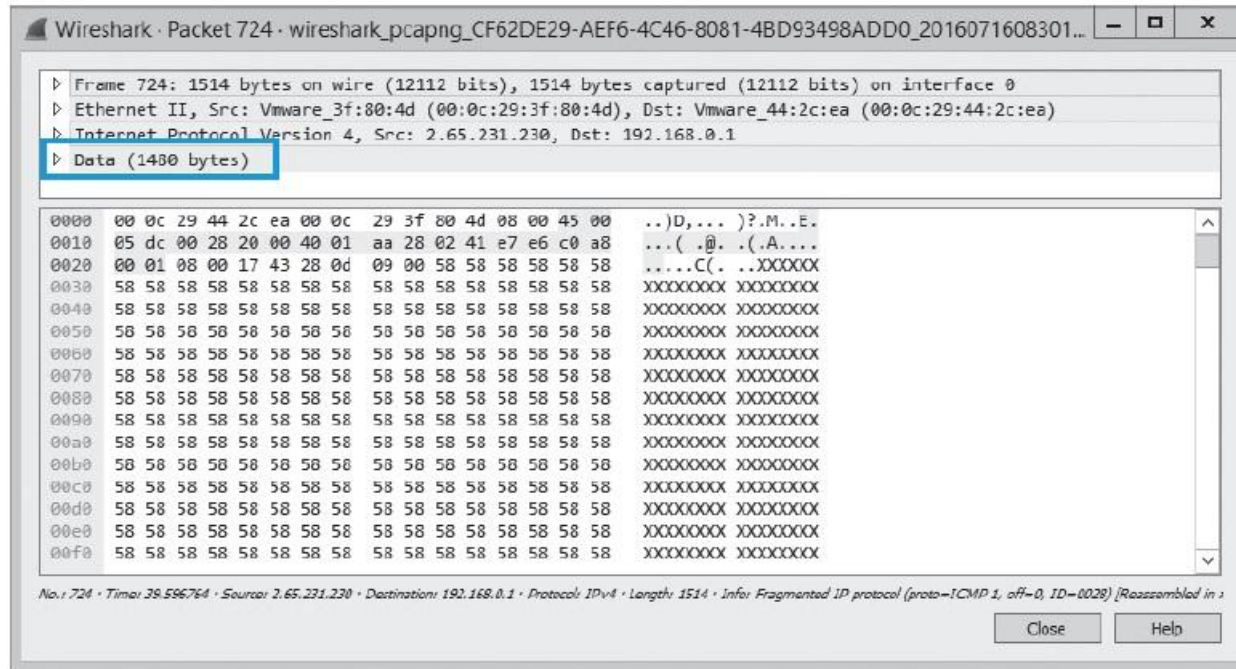 Wireshark · Packet 724 · wireshark_pcapng_CF62DE29-AEF6-4C46-8081-4BD93498ADD0_2016071608301...
Frame 724: 1514 bytes on wire (12112 bits), 1514 bytes captured (12112 bits) on interface 0
Ethernet II, Src: Vmware_3f:80:4d (00:0c:29:3f:80:4d), Dst: Vmware_44:2c:ea (00:0c:29:44:2c:ea)
Internet Protocol Version 4, Src: 2.65.231.230, Dst: 192.168.0.1
Data (1480 bytes)
0000 00 0c 29 44 2c ea 00 0c 29 3f 80 4d 08 00 45 00 ..)D,... )?.M..E.
0010 05 dc 00 28 20 00 40 01 aa 28 02 41 e7 e6 c0 a8 ...( .@. .(.A....
0020 00 01 08 00 17 43 28 0d 09 00 58 58 58 58 58 58 .....C(. ..XXXXXX
0030 58 58 58 58 58 58 58 58 58 58 58 58 58 58 58 58 XXXXXXXX XXXXXXXX
0040 58 58 58 58 58 58 58 58 58 58 58 58 58 58 58 58 XXXXXXXX XXXXXXXX
0050 58 58 58 58 58 58 58 58 58 58 58 58 58 58 58 58 XXXXXXXX XXXXXXXX
0060 58 58 58 58 58 58 58 58 58 58 58 58 58 58 58 58 XXXXXXXX XXXXXXXX
0070 58 58 58 58 58 58 58 58 58 58 58 58 58 58 58 58 XXXXXXXX XXXXXXXX
0080 58 58 58 58 58 58 58 58 58 58 58 58 58 58 58 58 XXXXXXXX XXXXXXXX
0090 58 58 58 58 58 58 58 58 58 58 58 58 58 58 58 58 XXXXXXXX XXXXXXXX
00a0 58 58 58 58 58 58 58 58 58 58 58 58 58 58 58 58 XXXXXXXX XXXXXXXX
00b0 58 58 58 58 58 58 58 58 58 58 58 58 58 58 58 58 XXXXXXXX XXXXXXXX
00c0 58 58 58 58 58 58 58 58 58 58 58 58 58 58 58 58 XXXXXXXX XXXXXXXX
00d0 58 58 58 58 58 58 58 58 58 58 58 58 58 58 58 58 XXXXXXXX XXXXXXXX
00e0 58 58 58 58 58 58 58 58 58 58 58 58 58 58 58 58 XXXXXXXX XXXXXXXX
00f0 58 58 58 58 58 58 58 58 58 58 58 58 58 58 58 58 XXXXXXXX XXXXXXXX
No.: 724 · Time: 39.596764 · Source: 2.65.231.230 · Destination: 192.168.0.1 · Protocol: IPv4 · Length: 1514 · Info: Fragmented IP protocol (proto=ICMP 1, off=0, ID=0028) [Reassembled in
Close Help